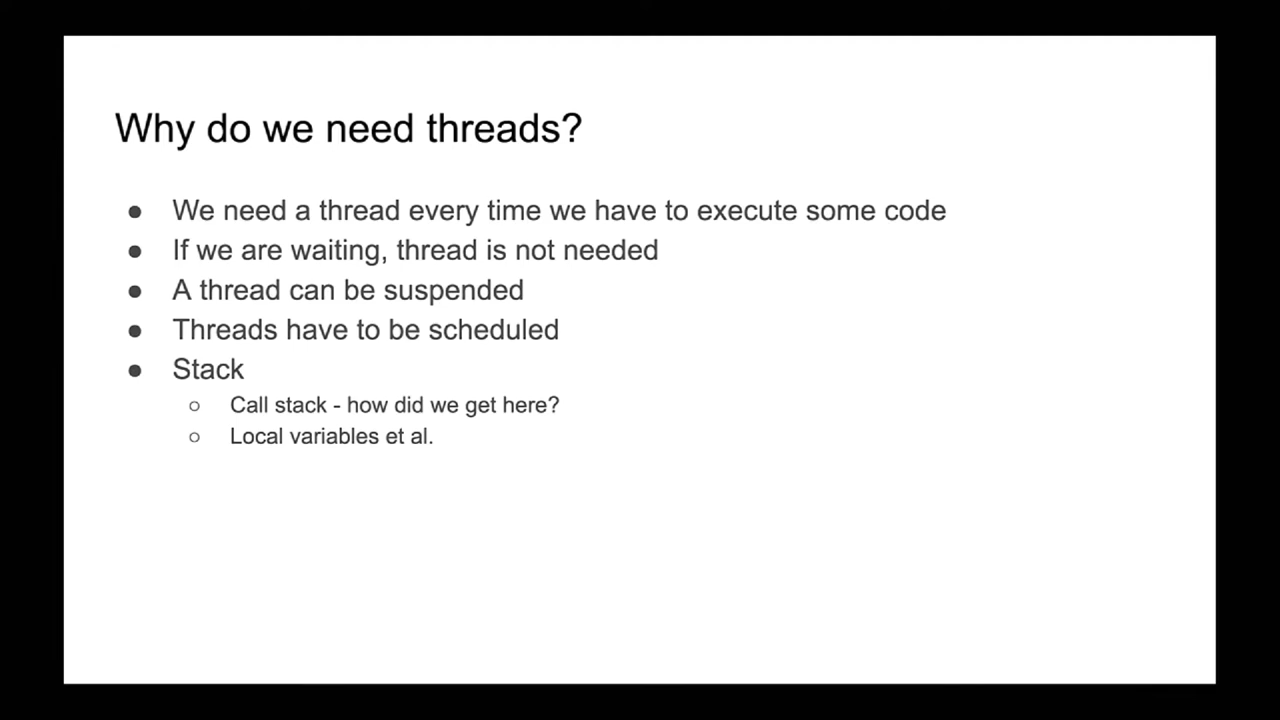 Why do we need threads?
● We need a thread every time we have to execute some code
● If we are waiting, thread is not needed
● A thread can be suspended
● Threads have to be scheduled
● Stack
○ Call stack - how did we get here?
○ Local variables et al.